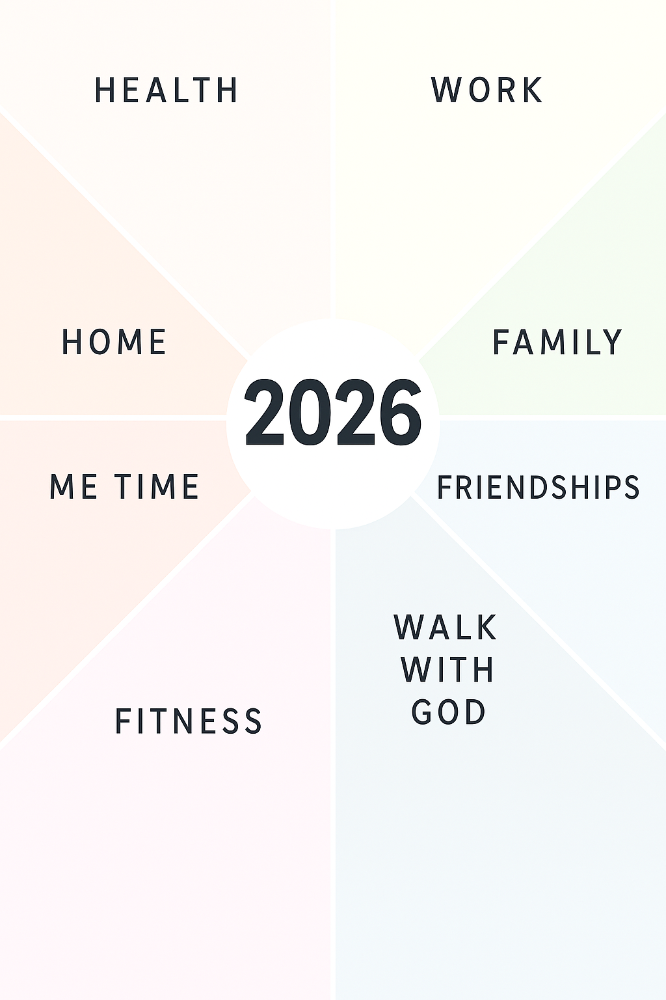 HEALTH
WORK
HOME
FAMILY
2026
ME TIME
FRIENDSHIPS
WALK
WITH
GOD
FITNESS